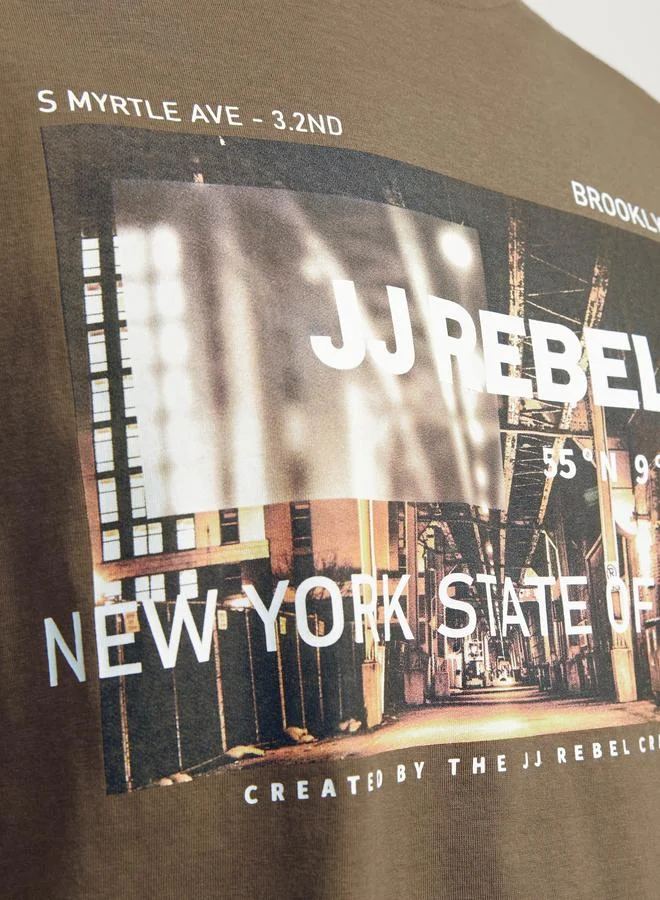 S MYRTLE AVE - 3.2ND
BROOKLY
JJ REBEL
55°N 9°
NEW YORK STATE OF
CREATED BY THE JJ REBEL CR